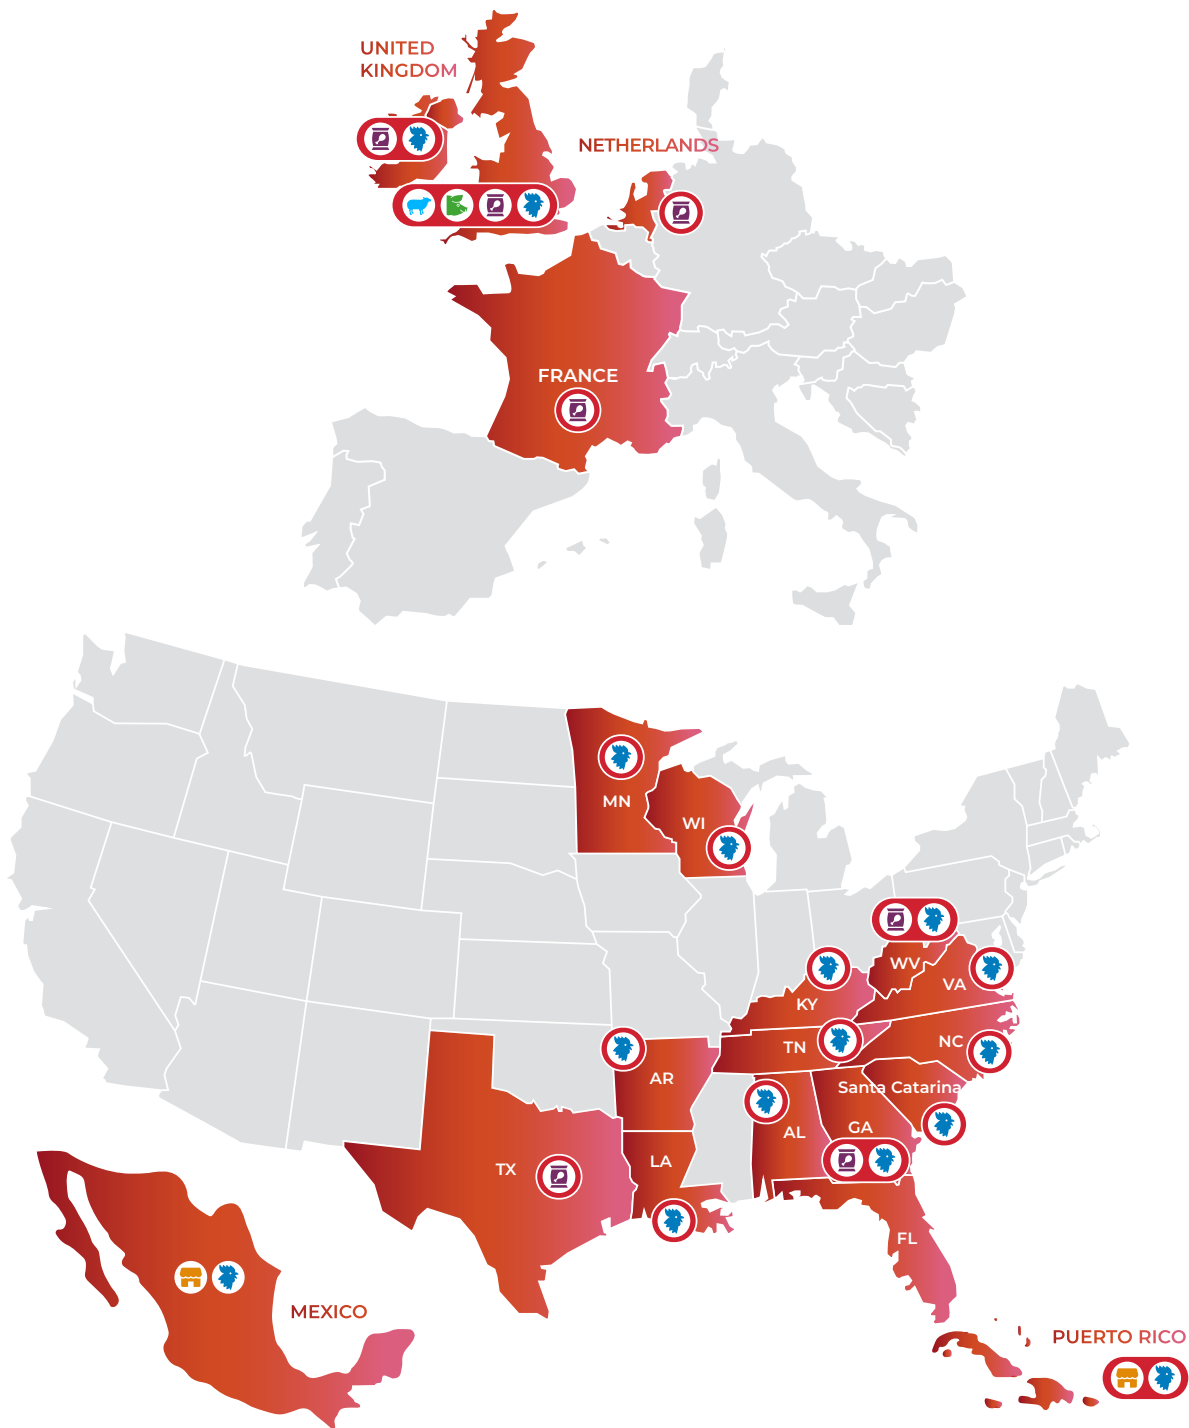 UNITED
KINGDOM
NETHERLANDS
FRANCE
MN
WI
WV
VA
KY
TN
NC
AR
Santa Catarina
AL
GA
LA
TX
FL
MEXICO
PUERTO RICO